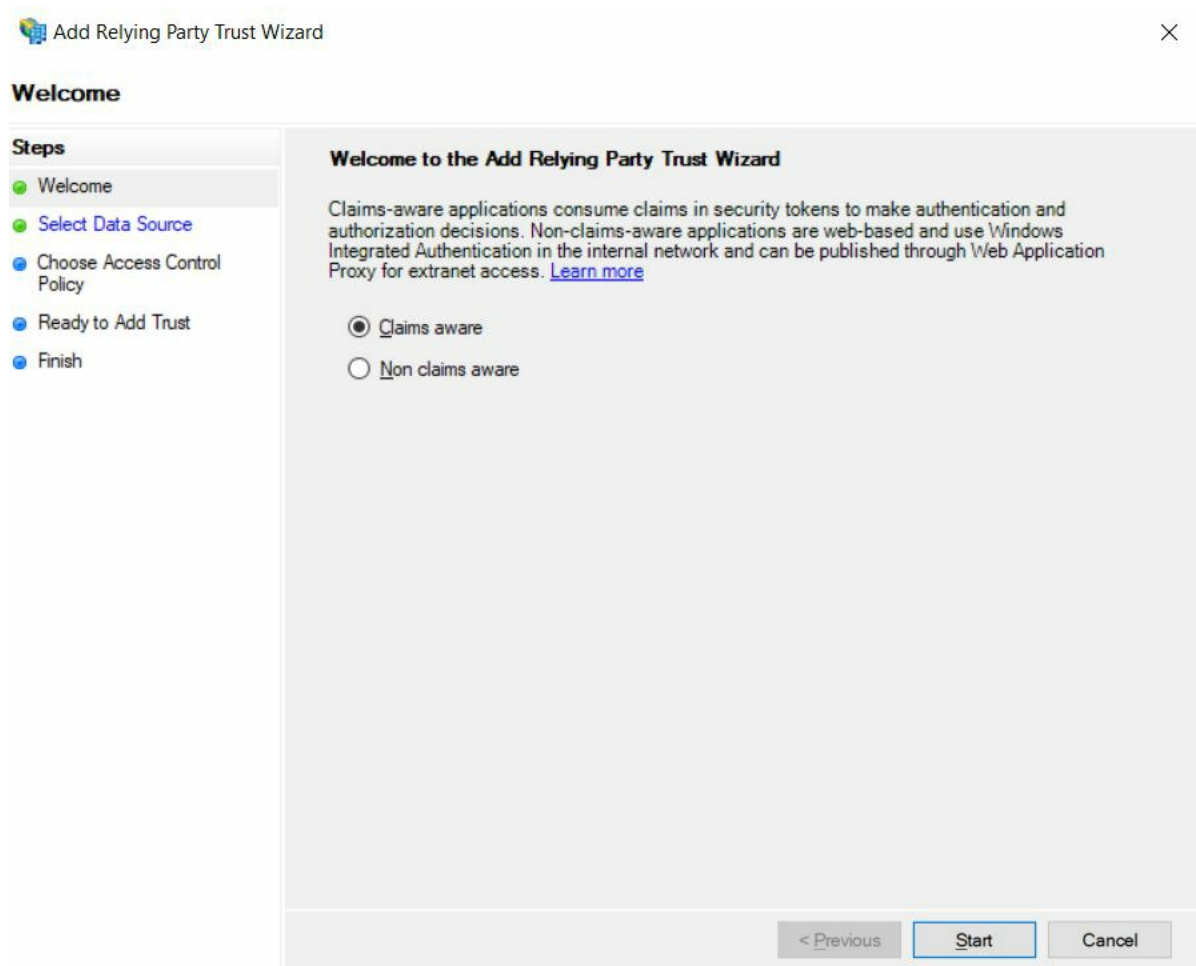 Add Relying Party Trust Wizard
Welcome
Steps
Welcome
Select Data Source
Choose Access Control
Policy
Ready to Add Trust
Finish
Welcome to the Add Relying Party Trust Wizard
Claims-aware applications consume claims in security tokens to make authentication and
authorization decisions. Non-claims-aware applications are web-based and use Windows
Integrated Authentication in the internal network and can be published through Web Application
Proxy for extranet access. Learn more
Claims aware
Non claims aware
< Previous
Start
Cancel